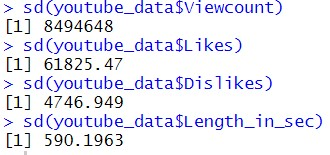 > sd(youtube_data$Viewcount)
[1] 8494648
> sd(youtube_data$Likes)
[1] 61825.47
> sd(youtube_data$Dislikes)
[1] 4746.949
> sd(youtube_data$Length_in_sec)
[1] 590.1963